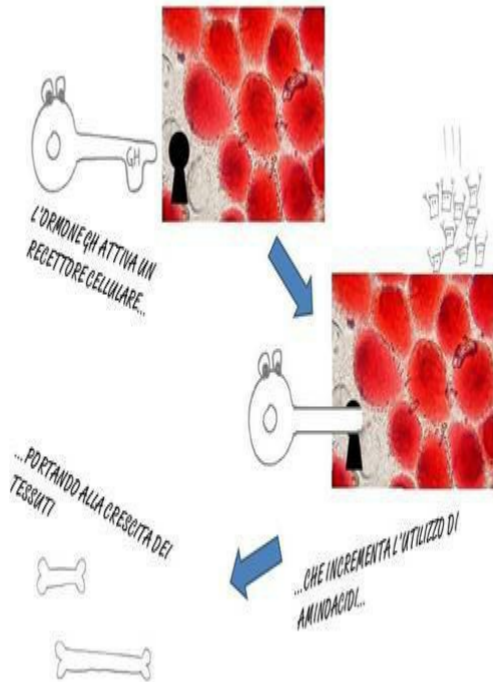 GH
L'ORMONE GH ATTIVA UN
RECETTORE CELLULARE...
...CHE INCREMENTA L'UTILIZZO DI
AMINOACIDI...
...PORTANDO ALLA CRESCITA DEI
TESSUTI